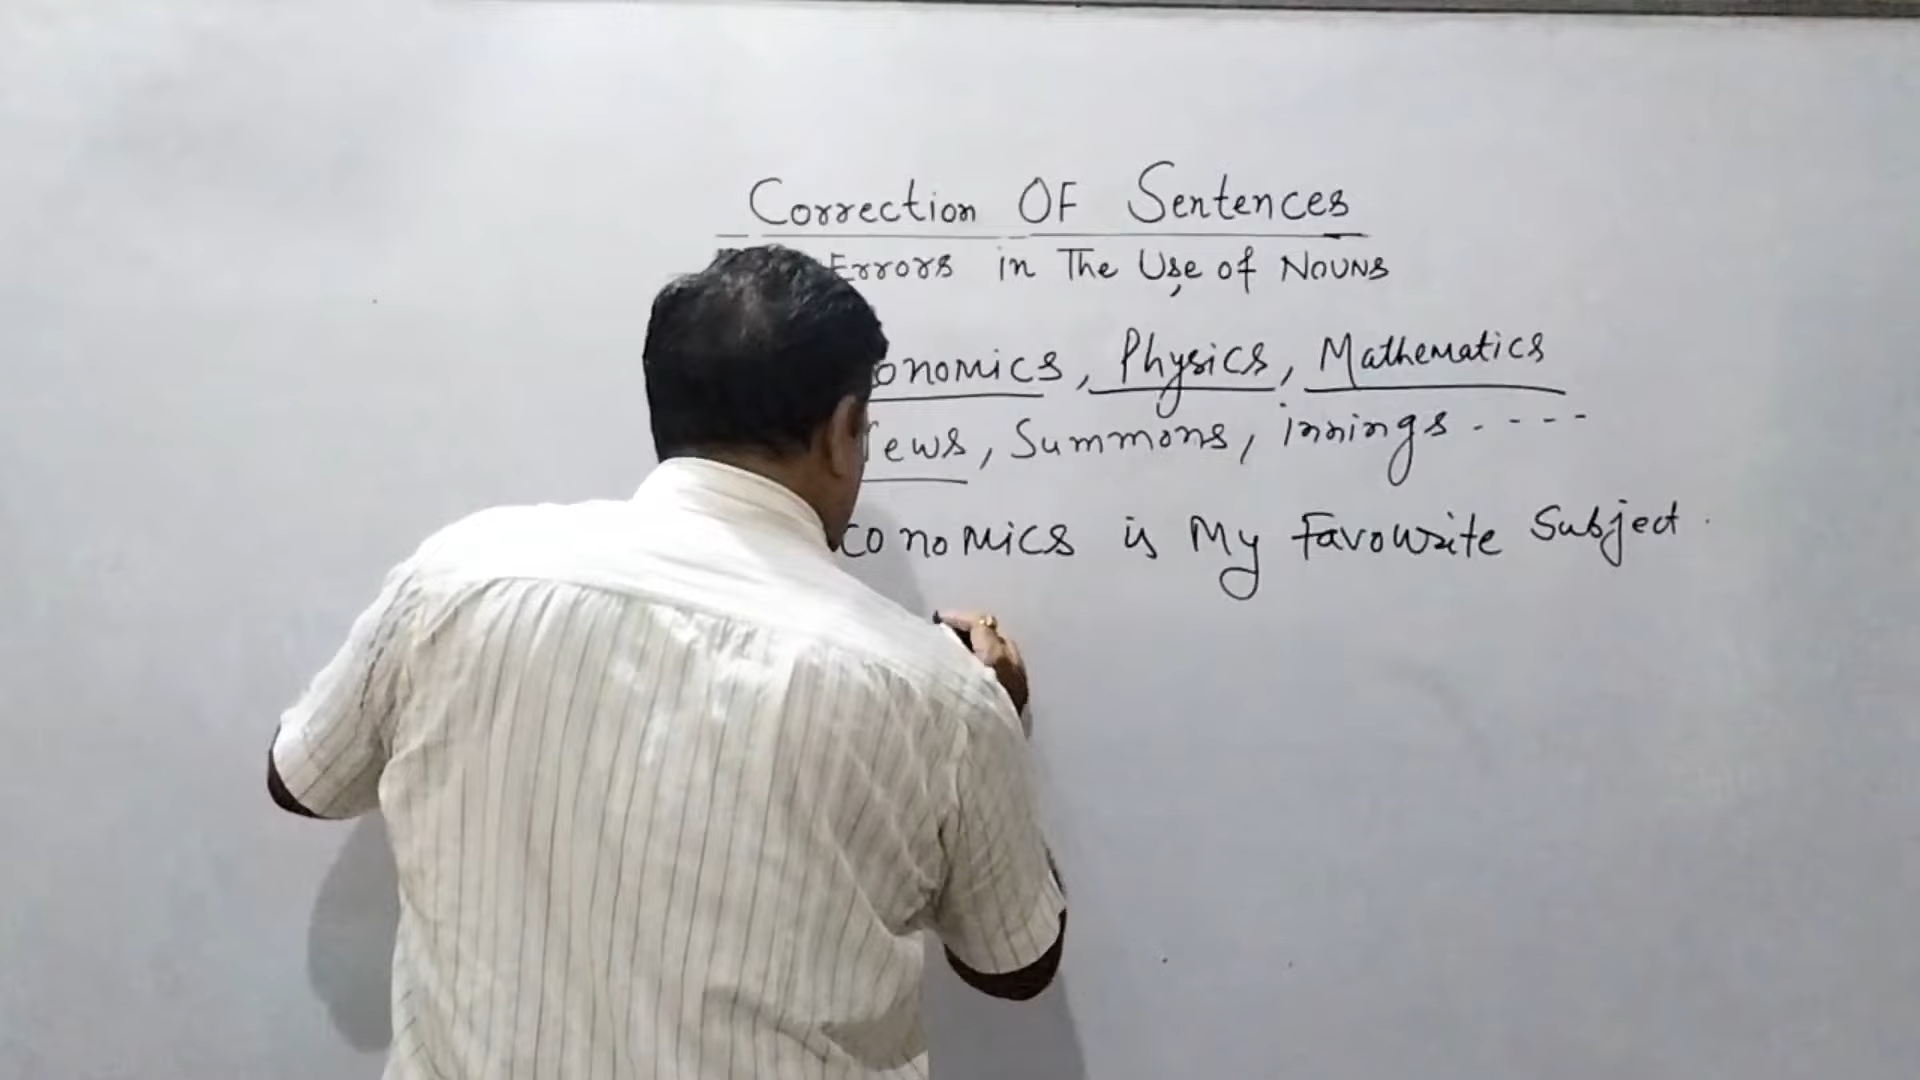 Correction OF Sentences
Errors in The Use of Nouns
onomics, Physics, Mathematics
ews, Summons, innings - - - -
conomics is My Favourite Subject.